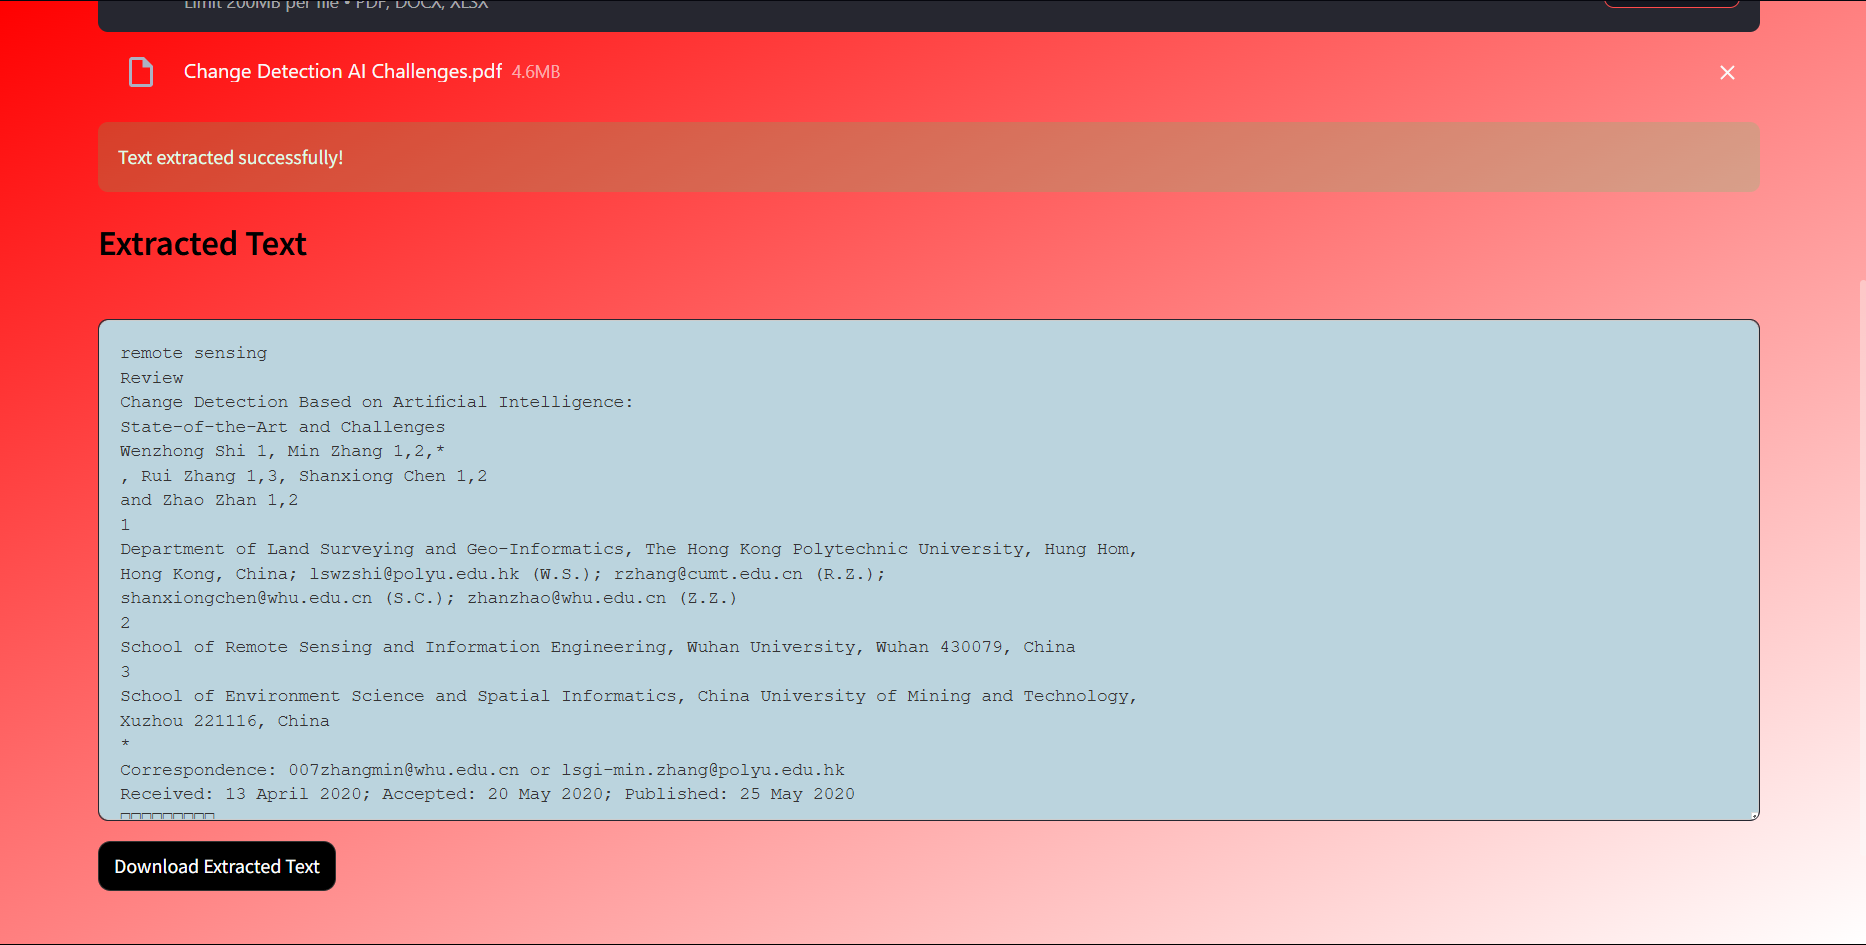 Limit 200MB per file • PDF, DOCX, XLSX
Change Detection AI Challenges.pdf 4.6MB
Text extracted successfully!
Extracted Text
remote sensing
Review
Change Detection Based on Artificial Intelligence:
State-of-the-Art and Challenges
Wenzhong Shi 1, Min Zhang 1,2,*
, Rui Zhang 1,3, Shanxiong Chen 1,2
and Zhao Zhan 1,2
1
Department of Land Surveying and Geo-Informatics, The Hong Kong Polytechnic University, Hung Hom,
Hong Kong, China; lswzshi@polyu.edu.hk (W.S.); rzhang@cumt.edu.cn (R.Z.);
shanxiongchen@whu.edu.cn (S.C.); zhanzhao@whu.edu.cn (Z.Z.)
2
School of Remote Sensing and Information Engineering, Wuhan University, Wuhan 430079, China
3
School of Environment Science and Spatial Informatics, China University of Mining and Technology,
Xuzhou 221116, China
*
Correspondence: 007zhangmin@whu.edu.cn or lsgi-min.zhang@polyu.edu.hk
Received: 13 April 2020; Accepted: 20 May 2020; Published: 25 May 2020
Download Extracted Text